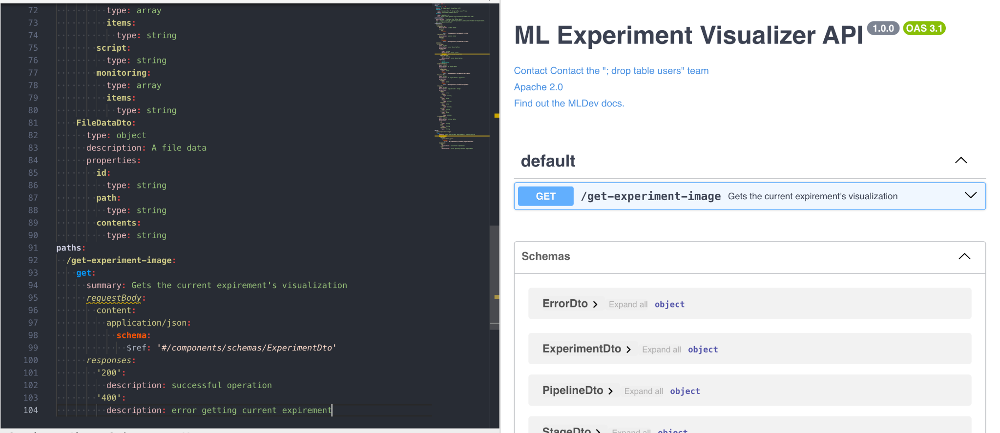 72 type: array
73 items:
74 type: string
75 script:
76 type: string
77 monitoring:
78 type: array
79 items:
80 type: string
81 FileDataDto:
82 type: object
83 description: A file data
84 properties:
85 id:
86 type: string
87 path:
88 type: string
89 contents:
90 type: string
91 paths:
92 /get-experiment-image:
93 get:
94 summary: Gets the current expirement's visualization
95 requestBody:
96 content:
97 application/json:
98 schema:
99 $ref: '#/components/schemas/ExperimentDto'
100 responses:
101 '200':
102 description: successful operation
103 '400':
104 description: error getting current expirement
ML Experiment Visualizer API 1.0.0 OAS 3.1
Contact Contact the "; drop table users" team
Apache 2.0
Find out the MLDev docs.
default
GET /get-experiment-image Gets the current expirement's visualization
Schemas
ErrorDto Expand all object
ExperimentDto Expand all object
PipelineDto Expand all object
StageDto Expand all object